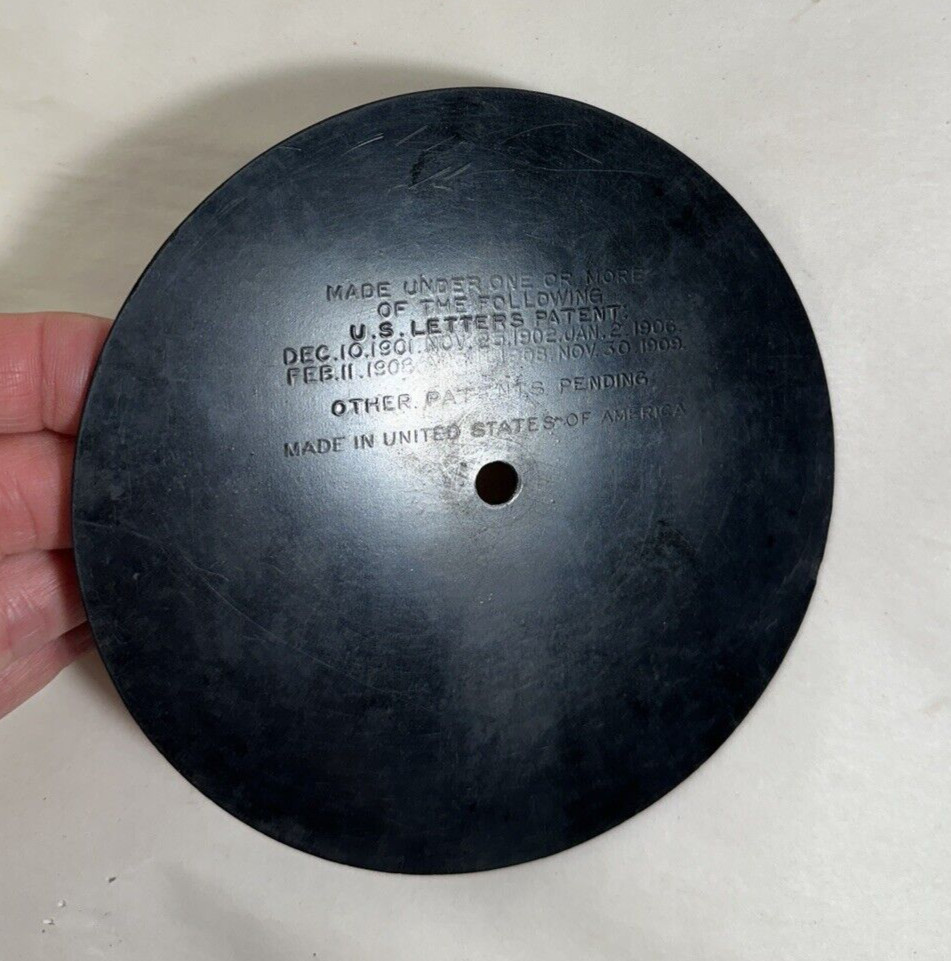 MADE UNDER ONE OR MORE
OF THE FOLLOWING
U.S. LETTERS PATENT:
DEC.10.1901. NOV. 25.1902. JAN. 2. 1906.
FEB.11.1908. 1908. NOV. 30. 1909.
OTHER PATENTS PENDING
MADE IN UNITED STATES OF AMERICA